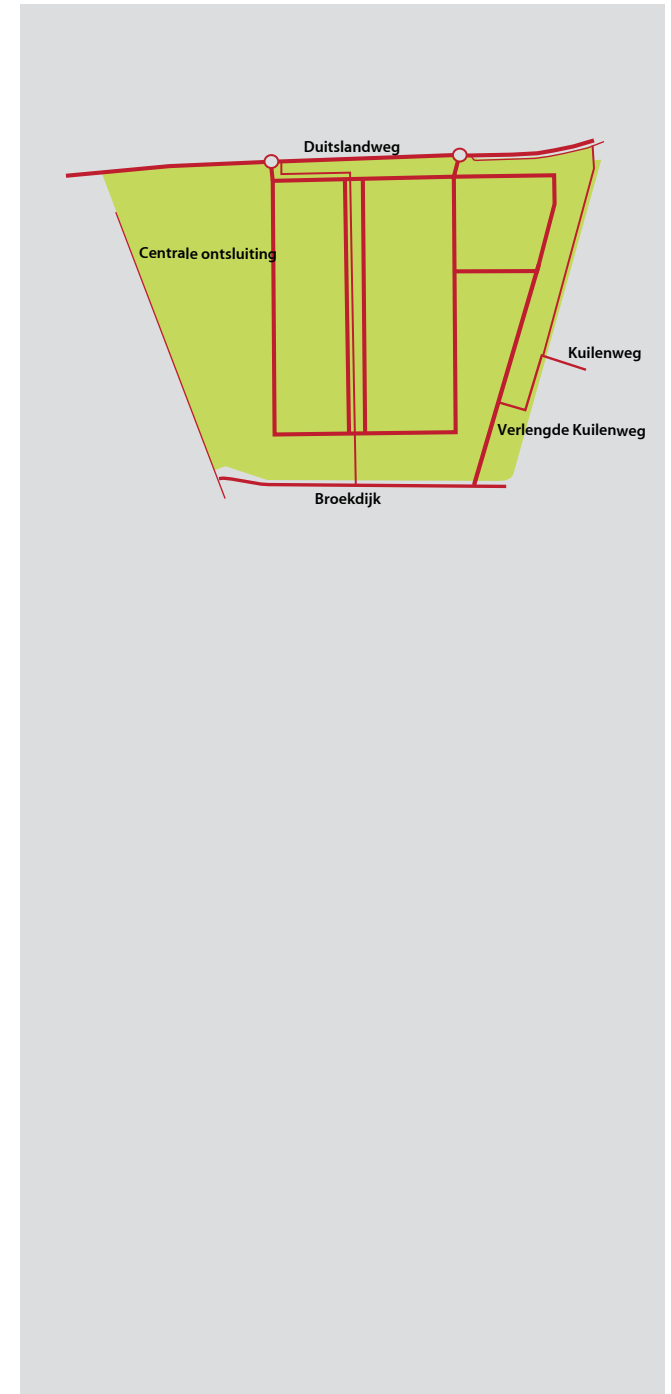 Duitslandweg
Centrale ontsluiting
Kuilenweg
Verlengde Kuilenweg
Broekdijk